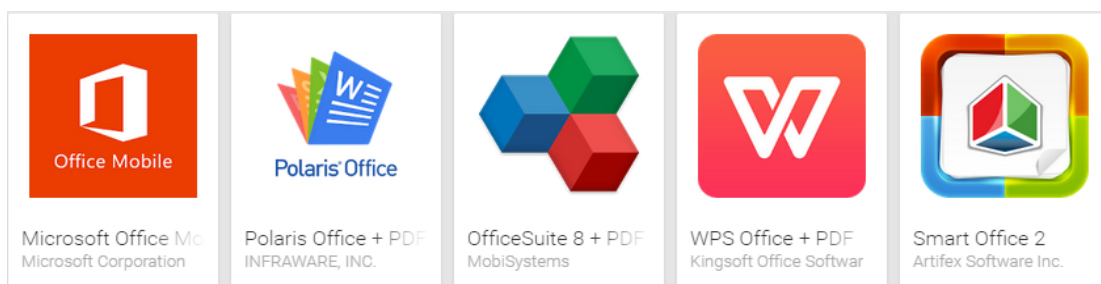 Office Mobile
Microsoft Office Mo
Microsoft Corporation
W
Polaris Office
Polaris Office + PDF
INFRAWARE, INC.
OfficeSuite 8 + PDF
MobiSystems
WPS Office + PDF
Kingsoft Office Softwar
Smart Office 2
Artifex Software Inc.